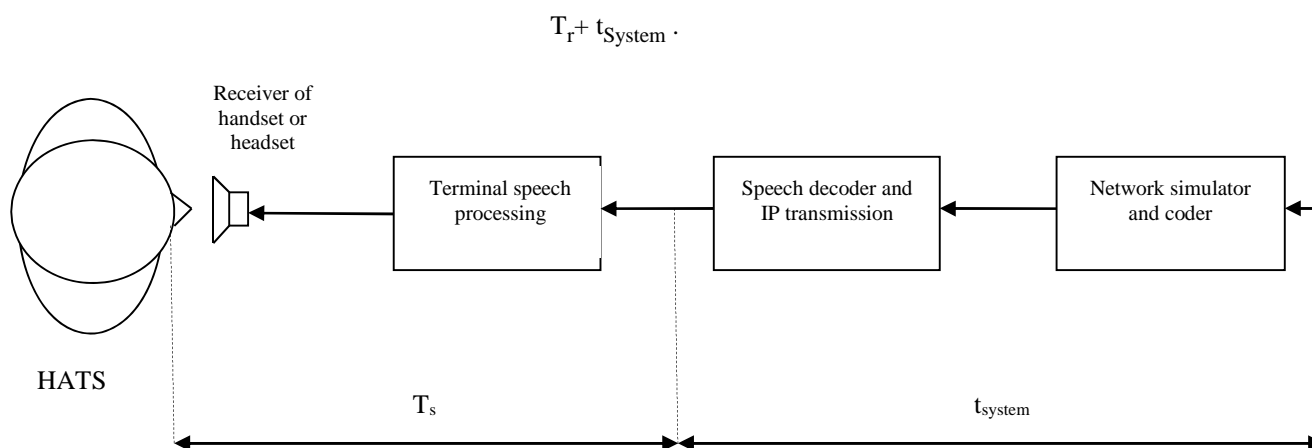 Tr+ tSystem .
Receiver of
handset or
headset
Terminal speech
processing
Speech decoder and
IP transmission
Network simulator
and coder
HATS
Ts
tsystem